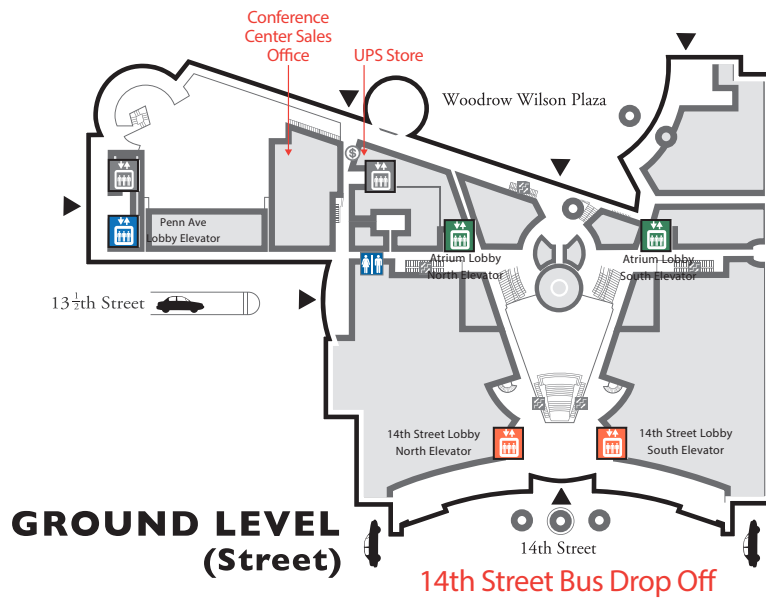 Conference
Center Sales
Office
UPS Store
Woodrow Wilson Plaza
$
Penn Ave
Lobby Elevator
Atrium Lobby
North Elevator
Atrium Lobby
South Elevator
13½th Street
14th Street Lobby
North Elevator
14th Street Lobby
South Elevator
GROUND LEVEL
(Street)
14th Street
14th Street Bus Drop Off